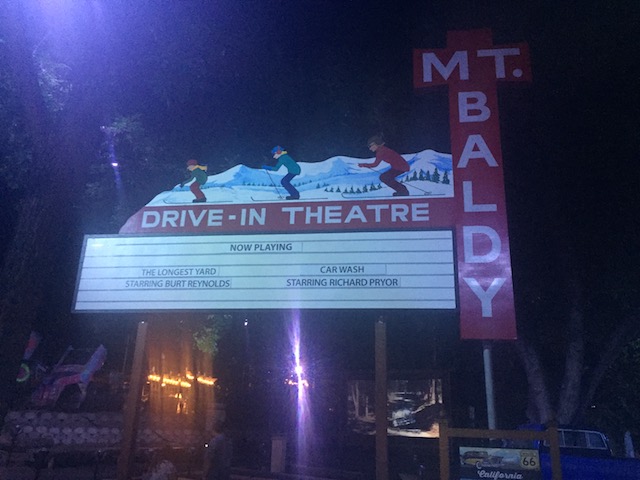 MT.
BALDY
DRIVE-IN THEATRE
NOW PLAYING
THE LONGEST YARD
STARRING BURT REYNOLDS
CAR WASH
STARRING RICHARD PRYOR
66
California